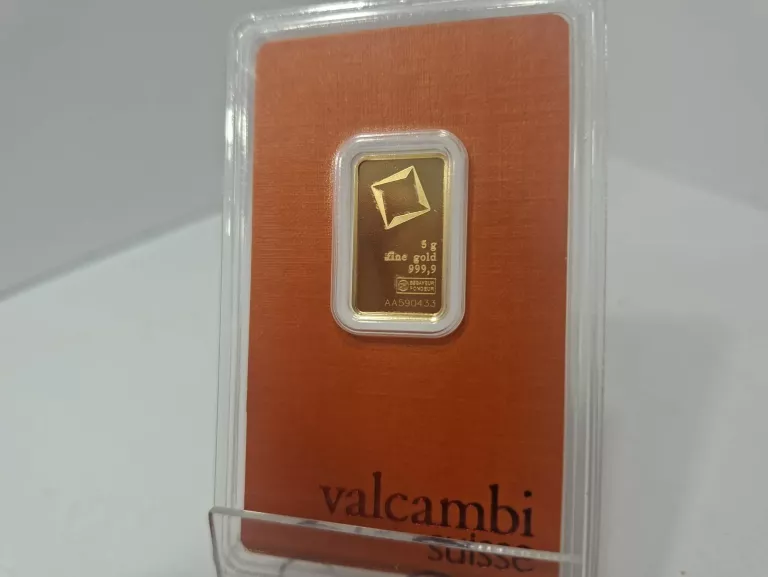 5 g
fine gold
999,9
ESSAYEUR
FONDEUR
AA590433
valcambi
suisse